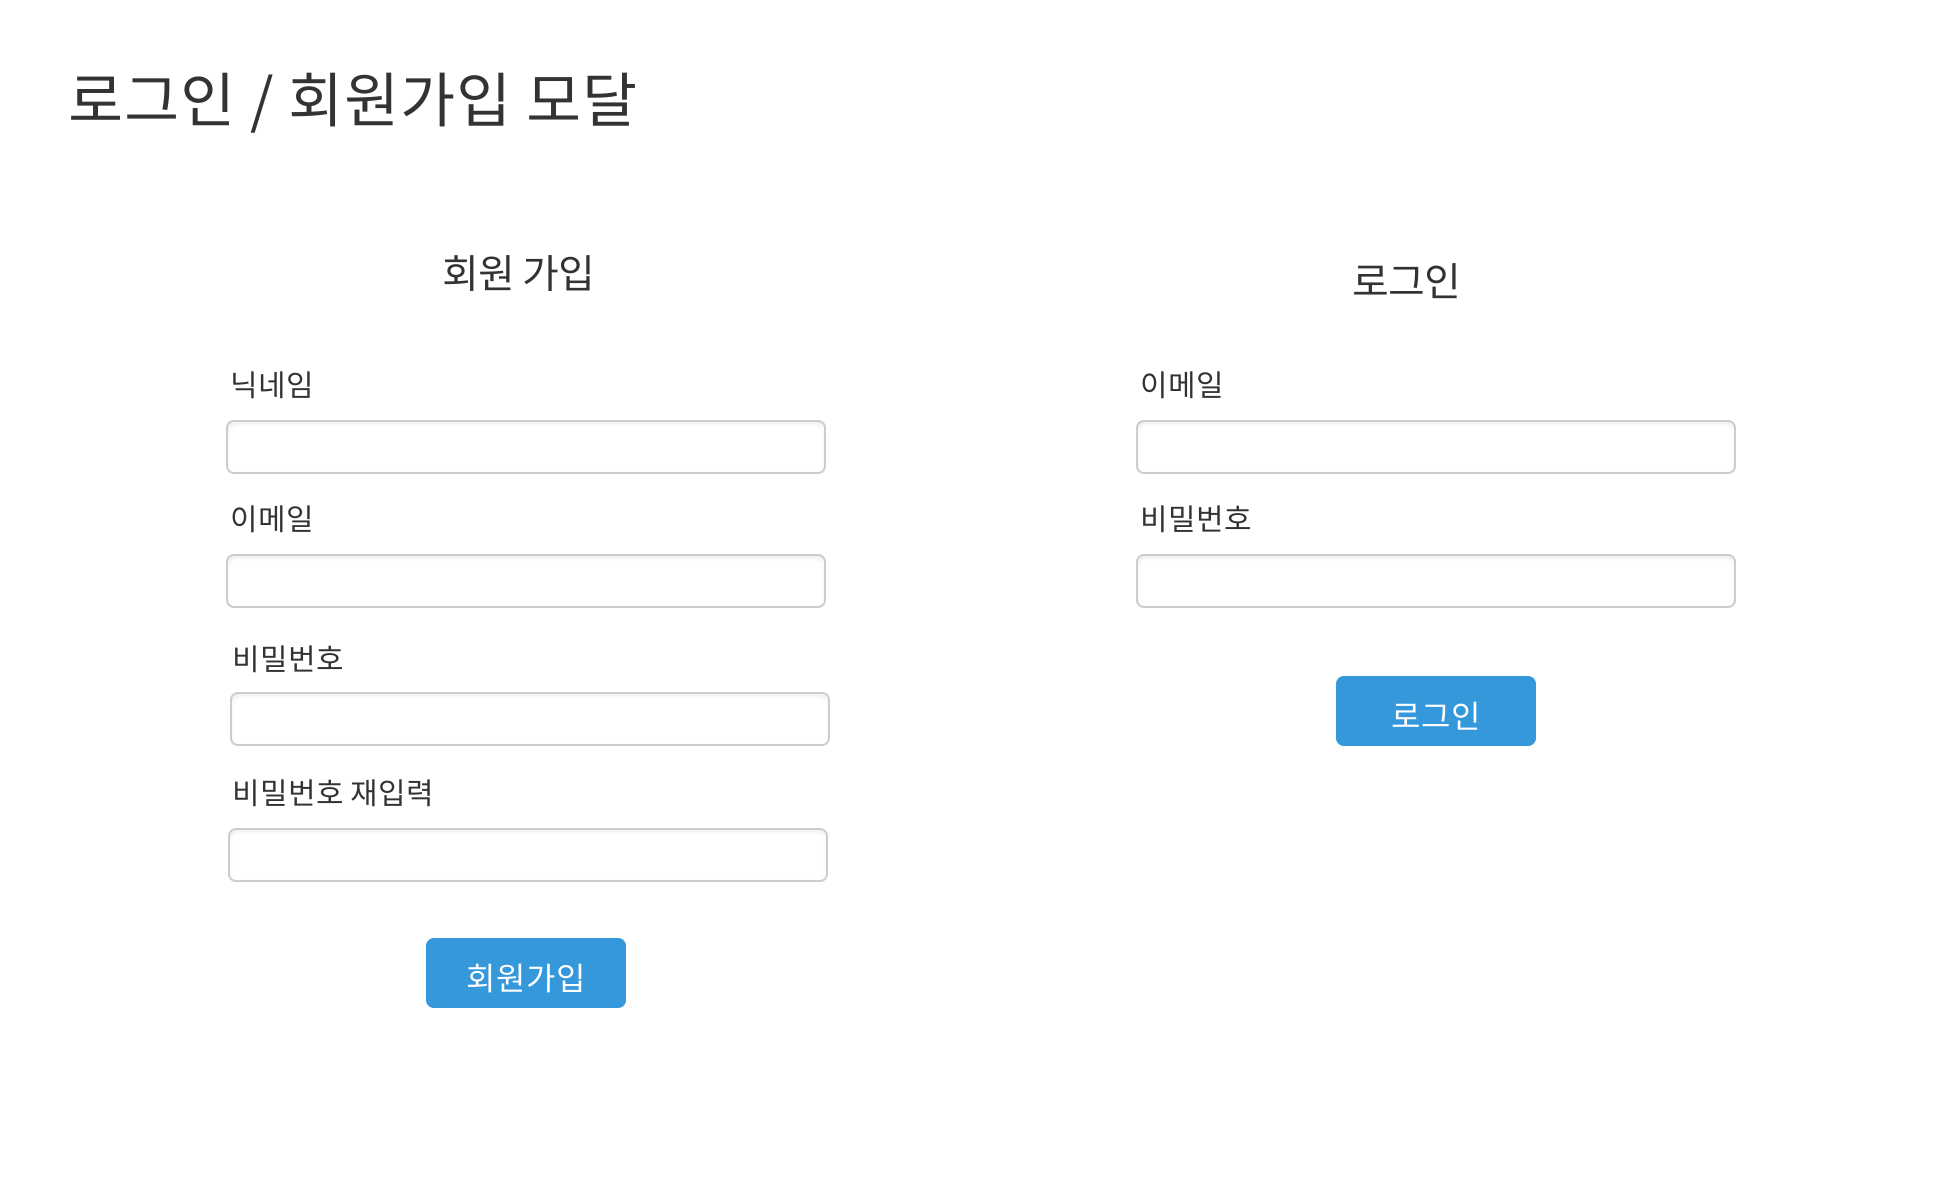 로그인 / 회원가입 모달
회원 가입
닉네임
이메일
비밀번호
비밀번호 재입력
회원가입
로그인
이메일
비밀번호
로그인